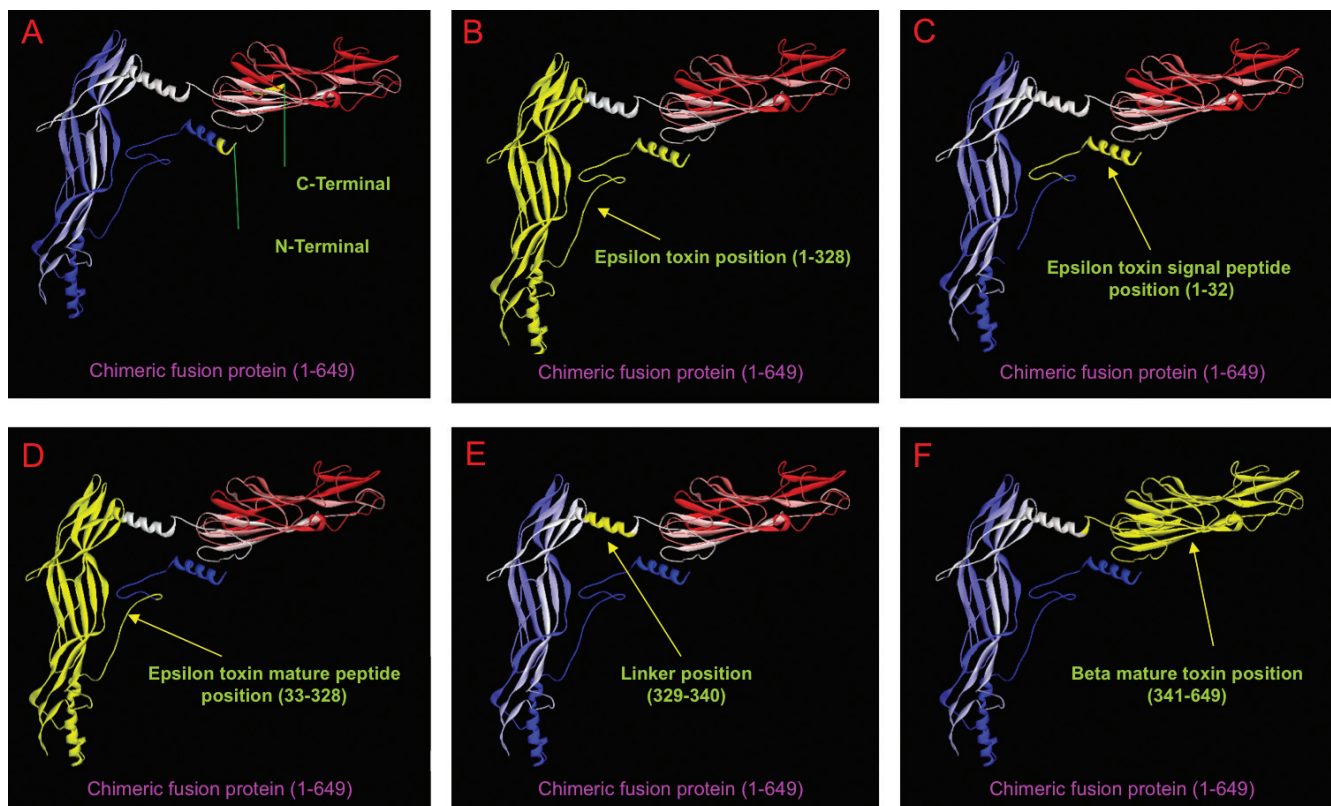 A
C-Terminal
N-Terminal
Chimeric fusion protein (1-649)
B
Epsilon toxin position (1-328)
Chimeric fusion protein (1-649)
C
Epsilon toxin signal peptide
position (1-32)
Chimeric fusion protein (1-649)
D
Epsilon toxin mature peptide
position (33-328)
Chimeric fusion protein (1-649)
E
Linker position
(329-340)
Chimeric fusion protein (1-649)
F
Beta mature toxin position
(341-649)
Chimeric fusion protein (1-649)